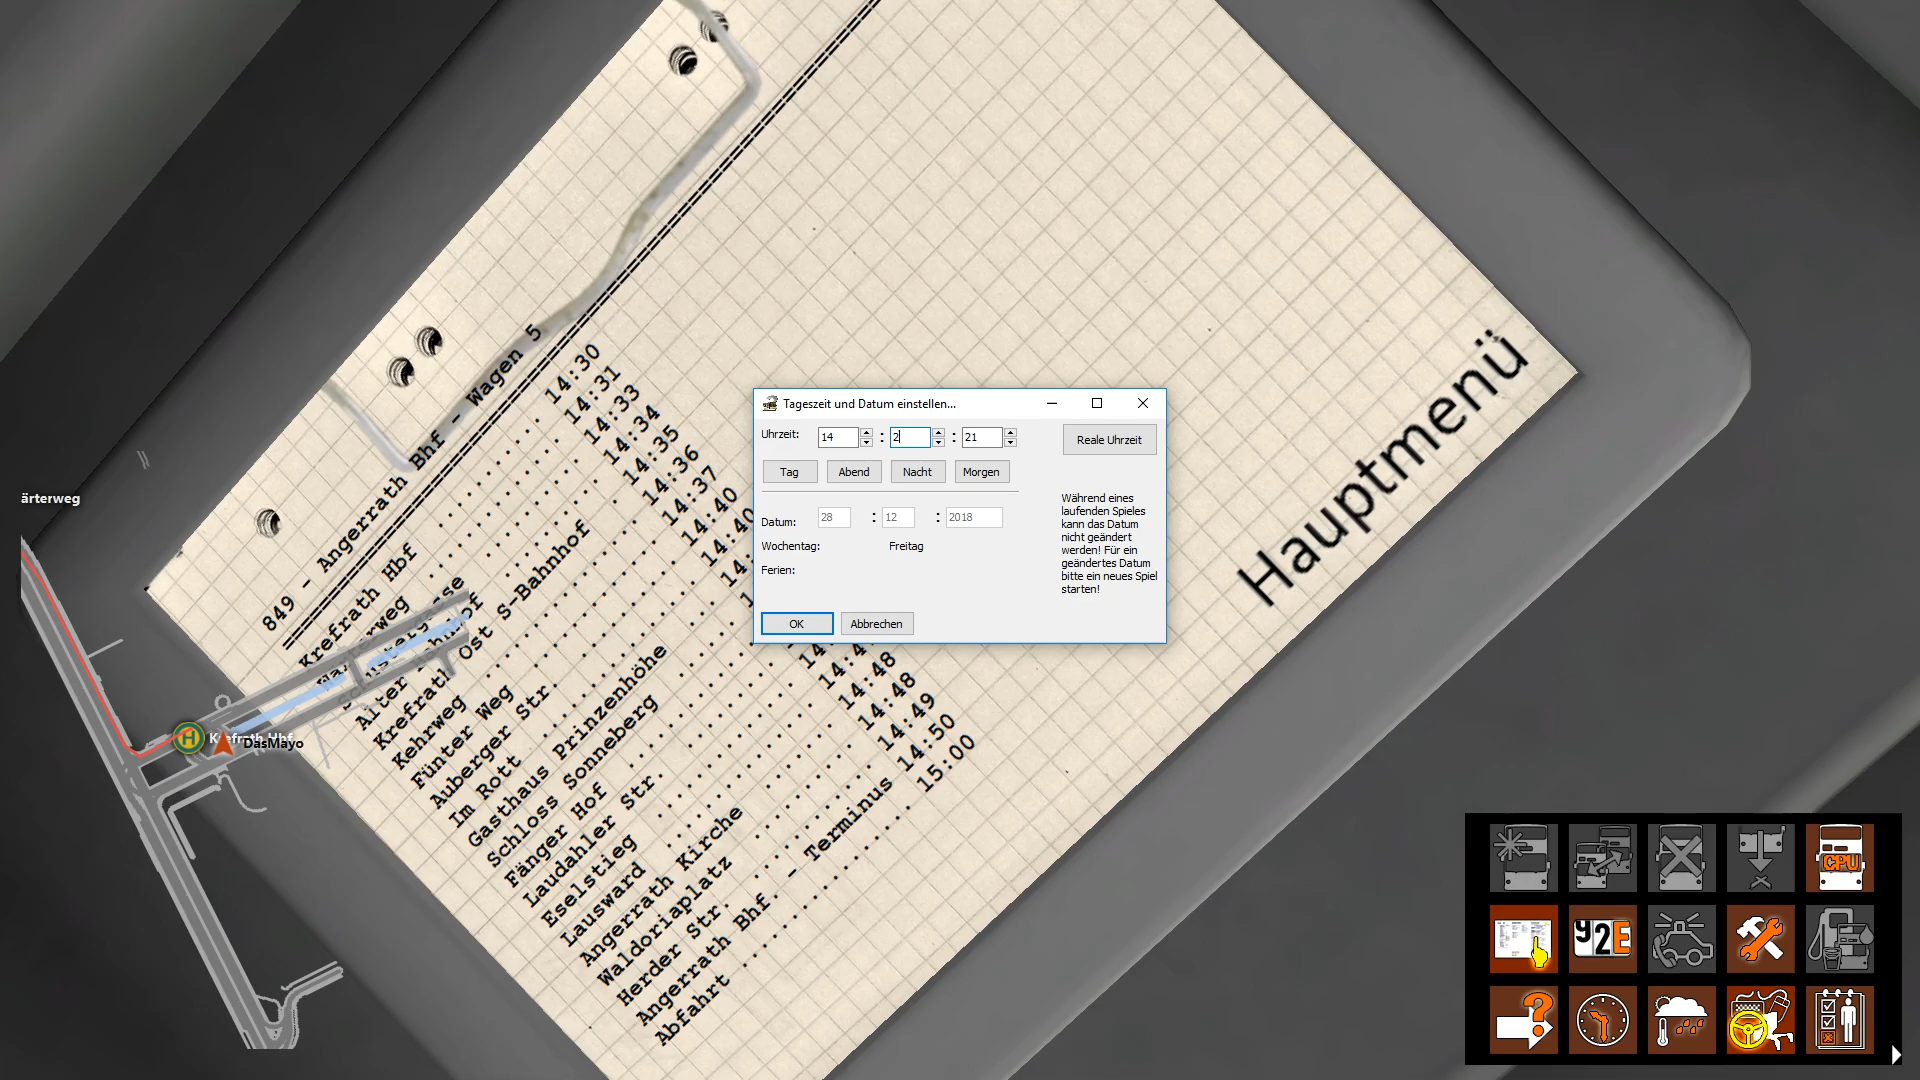 849 - Angerrath Bhf - Wagen 5
Krefrath Hbf ........ 14:30
14:31
14:33
Alter
14:34
Krefrath Ost S-Bahnhof
14:35
Kehrweg
14:36
Fünter Weg
14:37
Auberger Str.
14:40
Im Rott
14:40
Gasthaus Prinzenhöhe
Schloss Sonneberg
Fänger Hof
Laudahler Str.
Eselstieg
Lausward
Angerrath Kirche
14:48
Waldoriaplatz
14:48
Herder Str.
14:49
Angerrath Bhf. - Terminus 14:50
Abfahrt ........ 15:00
Hauptmenü
Tageszeit und Datum einstellen...
Uhrzeit: 14 : 2 : 21
Reale Uhrzeit
Tag Abend Nacht Morgen
Datum: 28 : 12 : 2018
Wochentag: Freitag
Ferien:
Während eines
laufenden Spieles
kann das Datum
nicht geändert
werden! Für ein
geändertes Datum
bitte ein neues Spiel
starten!
OK Abbrechen
ärterweg
H
DasMayo
CPU
92E
?